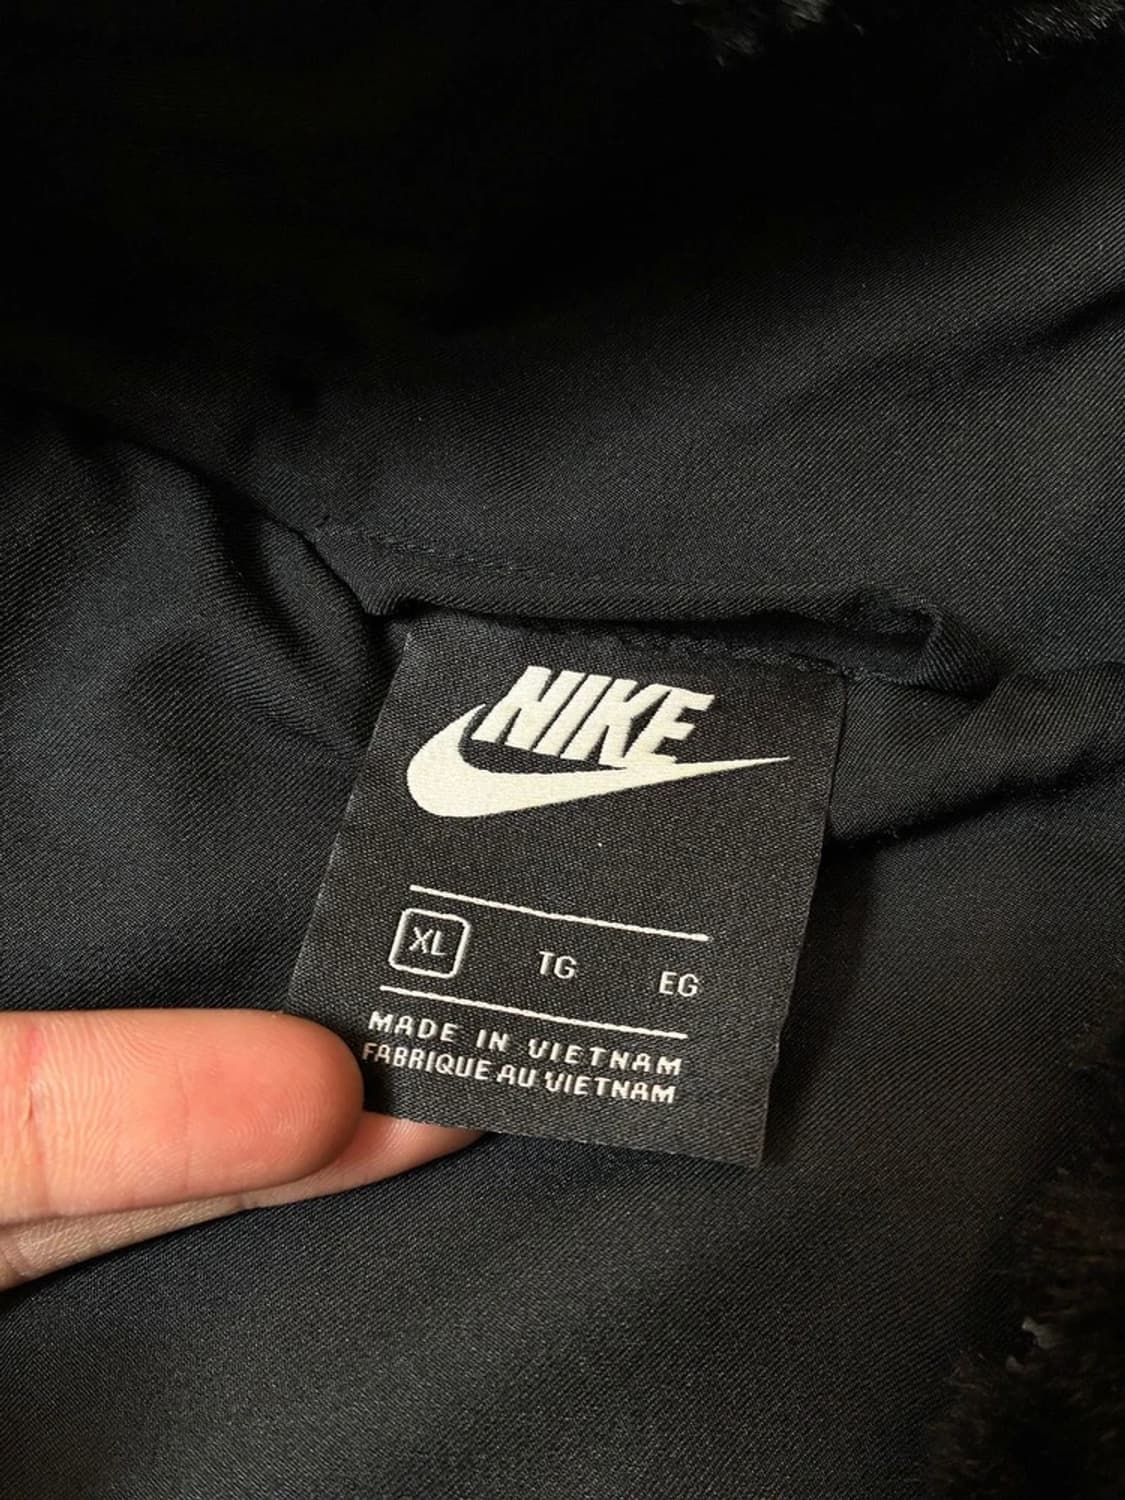 NIKE
XL TG EG
MADE IN VIETNAM
FABRIQUE AU VIETNAM